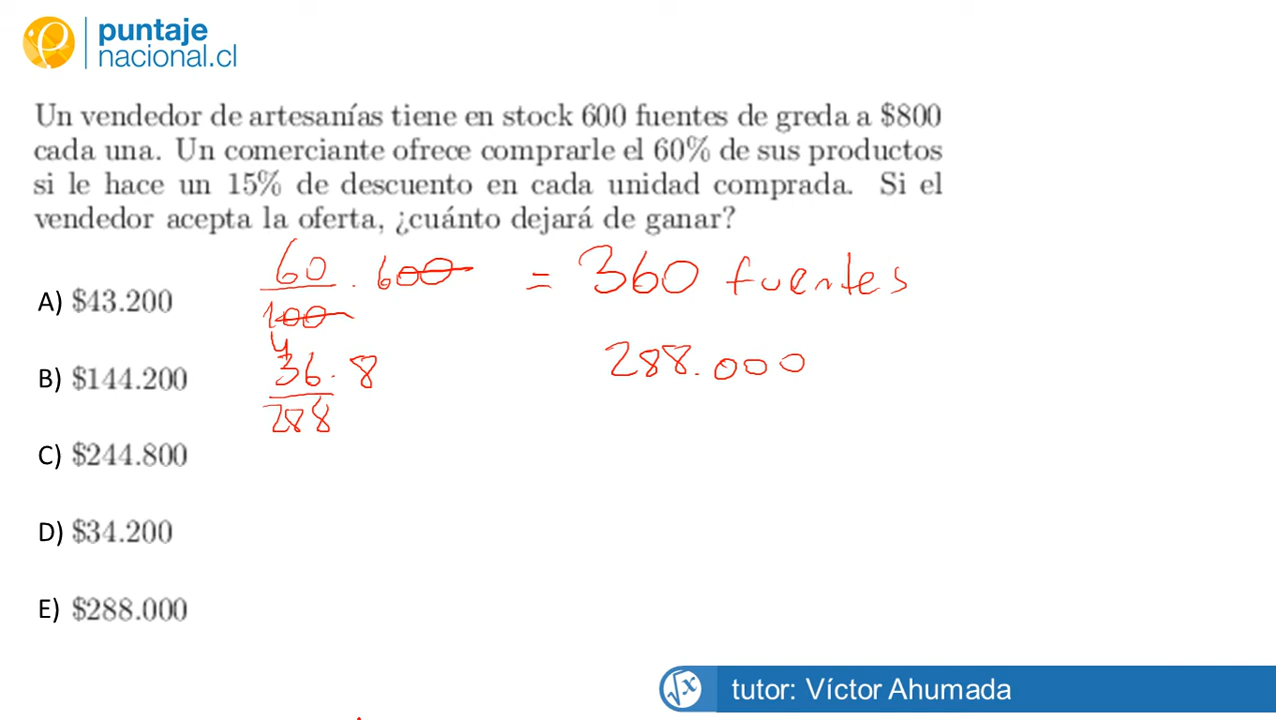 puntaje
nacional.cl
Un vendedor de artesanías tiene en stock 600 fuentes de greda a $800
cada una. Un comerciante ofrece comprarle el 60% de sus productos
si le hace un 15% de descuento en cada unidad comprada. Si el
vendedor acepta la oferta, ¿cuánto dejará de ganar?
60/100 · 600 = 360 fuentes
A) $43.200
4
36 · 8
288.000
B) $144.200
288
C) $244.800
D) $34.200
E) $288.000
√x tutor: Víctor Ahumada